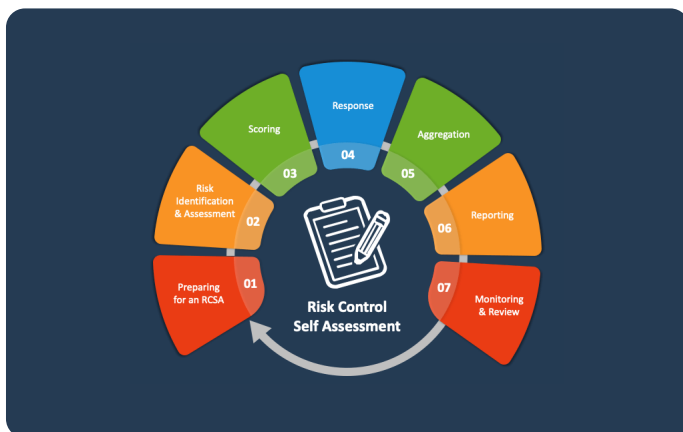 01
Preparing
for an RCSA
02
Risk
Identification
& Assessment
03
Scoring
04
Response
05
Aggregation
06
Reporting
07
Monitoring
& Review
Risk Control
Self Assessment